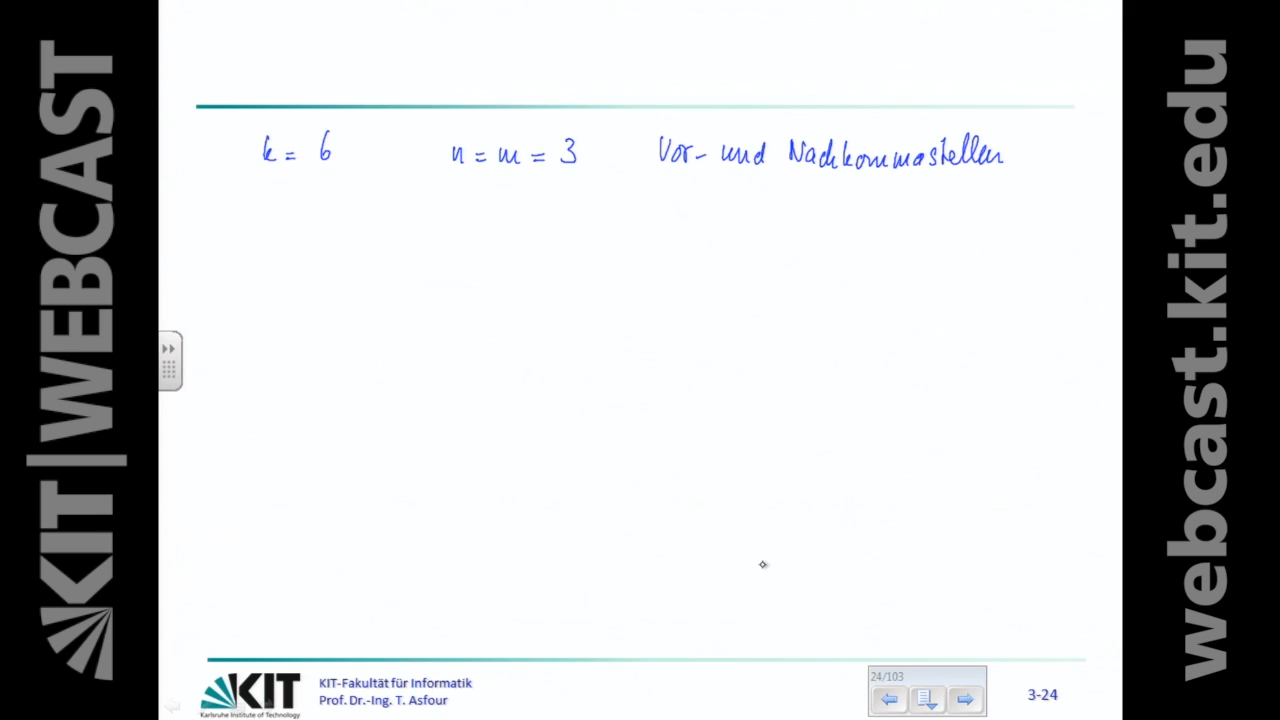 KIT | WEBCAST
k = 6 n = m = 3 Vor- und Nachkommastellen
KIT
Karlsruhe Institute of Technology
KIT-Fakultät für Informatik
Prof. Dr.-Ing. T. Asfour
24/103
3-24
webcast.kit.edu